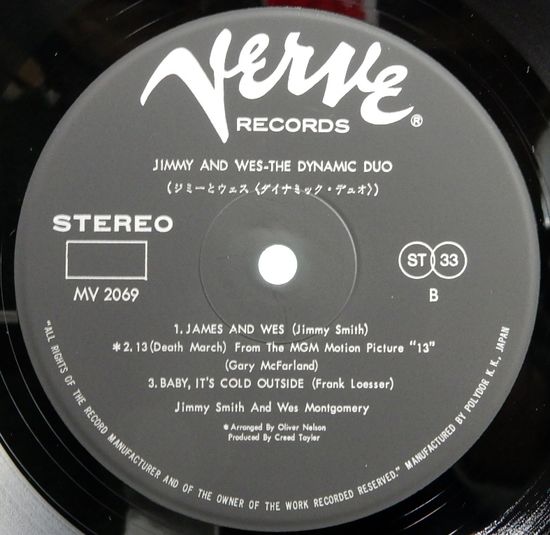 Verve ®
RECORDS
JIMMY AND WES-THE DYNAMIC DUO
(ジミーとウェス〈ダイナミック・デュオ〉)
STEREO
ST 33
MV 2069
B
1. JAMES AND WES (Jimmy Smith)
*2. 13 (Death March) From The MGM Motion Picture "13"
(Gary McFarland)
3. BABY, IT'S COLD OUTSIDE (Frank Loesser)
Jimmy Smith And Wes Montgomery
* Arranged By Oliver Nelson
Produced By Creed Taylor
"ALL RIGHTS OF THE RECORD MANUFACTURER AND OF THE OWNER OF THE WORK RECORDED RESERVED." MANUFACTURED BY POLYDOR K. K., JAPAN